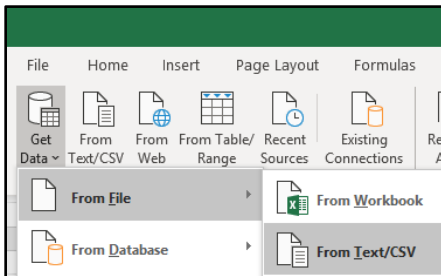 File Home Insert Page Layout Formulas
Get From From From Table/ Recent Existing Re
Data Text/CSV Web Range Sources Connections
From File From Workbook
From Database From Text/CSV